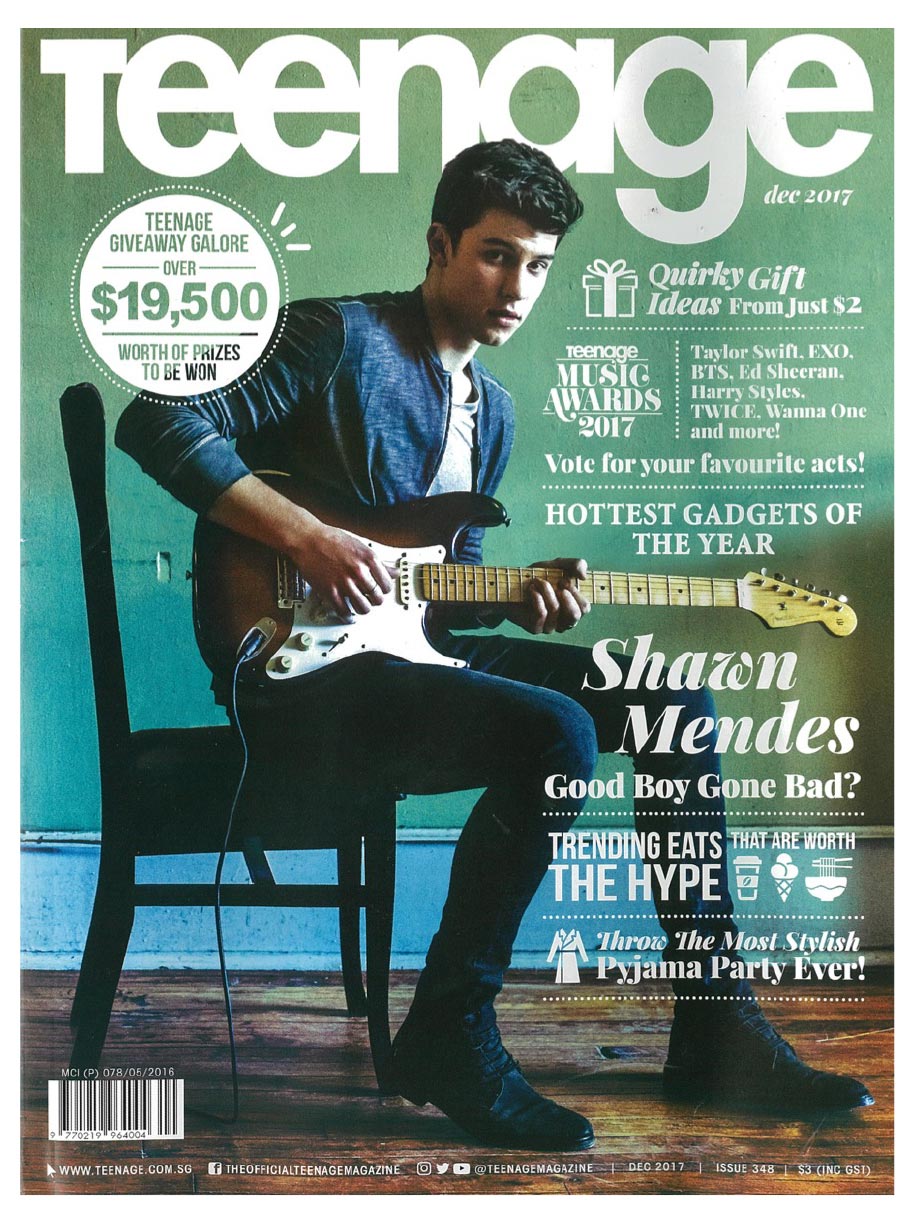 Teenage
dec 2017
TEENAGE
GIVEAWAY GALORE
OVER
$19,500
WORTH OF PRIZES
TO BE WON
Quirky Gift
Ideas From Just $2
Teenage
MUSIC
AWARDS
2017
Taylor Swift, EXO,
BTS, Ed Sheeran,
Harry Styles,
TWICE, Wanna One
and more!
Vote for your favourite acts!
HOTTEST GADGETS OF
THE YEAR
Shawn
Mendes
Good Boy Gone Bad?
TRENDING EATS THAT ARE WORTH
THE HYPE
Throw The Most Stylish
Pyjama Party Ever!
MCI (P) 078/05/2016
9 770219 964004
WWW.TEENAGE.COM.SG THEOFFICIALTEENAGEMAGAZINE @TEENAGEMAGAZINE | DEC 2017 | ISSUE 348 | $3 (INC GST)